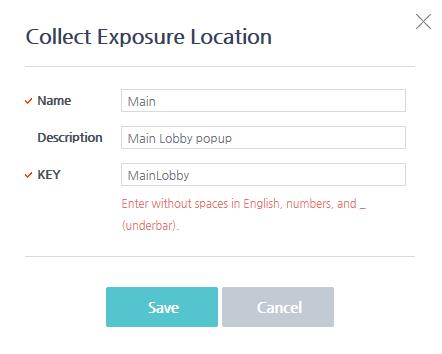 Collect Exposure Location
Name
Main
Description
Main Lobby popup
KEY
MainLobby
Enter without spaces in English, numbers, and _
(underbar).
Save
Cancel